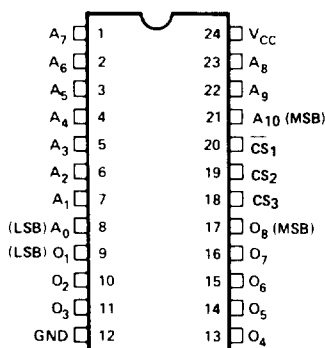 A7 1 24 VCC
A6 2 23 A8
A5 3 22 A9
A4 4 21 A10 (MSB)
A3 5 20 C̅S̅1
A2 6 19 CS2
A1 7 18 CS3
(LSB) A0 8 17 O8 (MSB)
(LSB) O1 9 16 O7
O2 10 15 O6
O3 11 14 O5
GND 12 13 O4